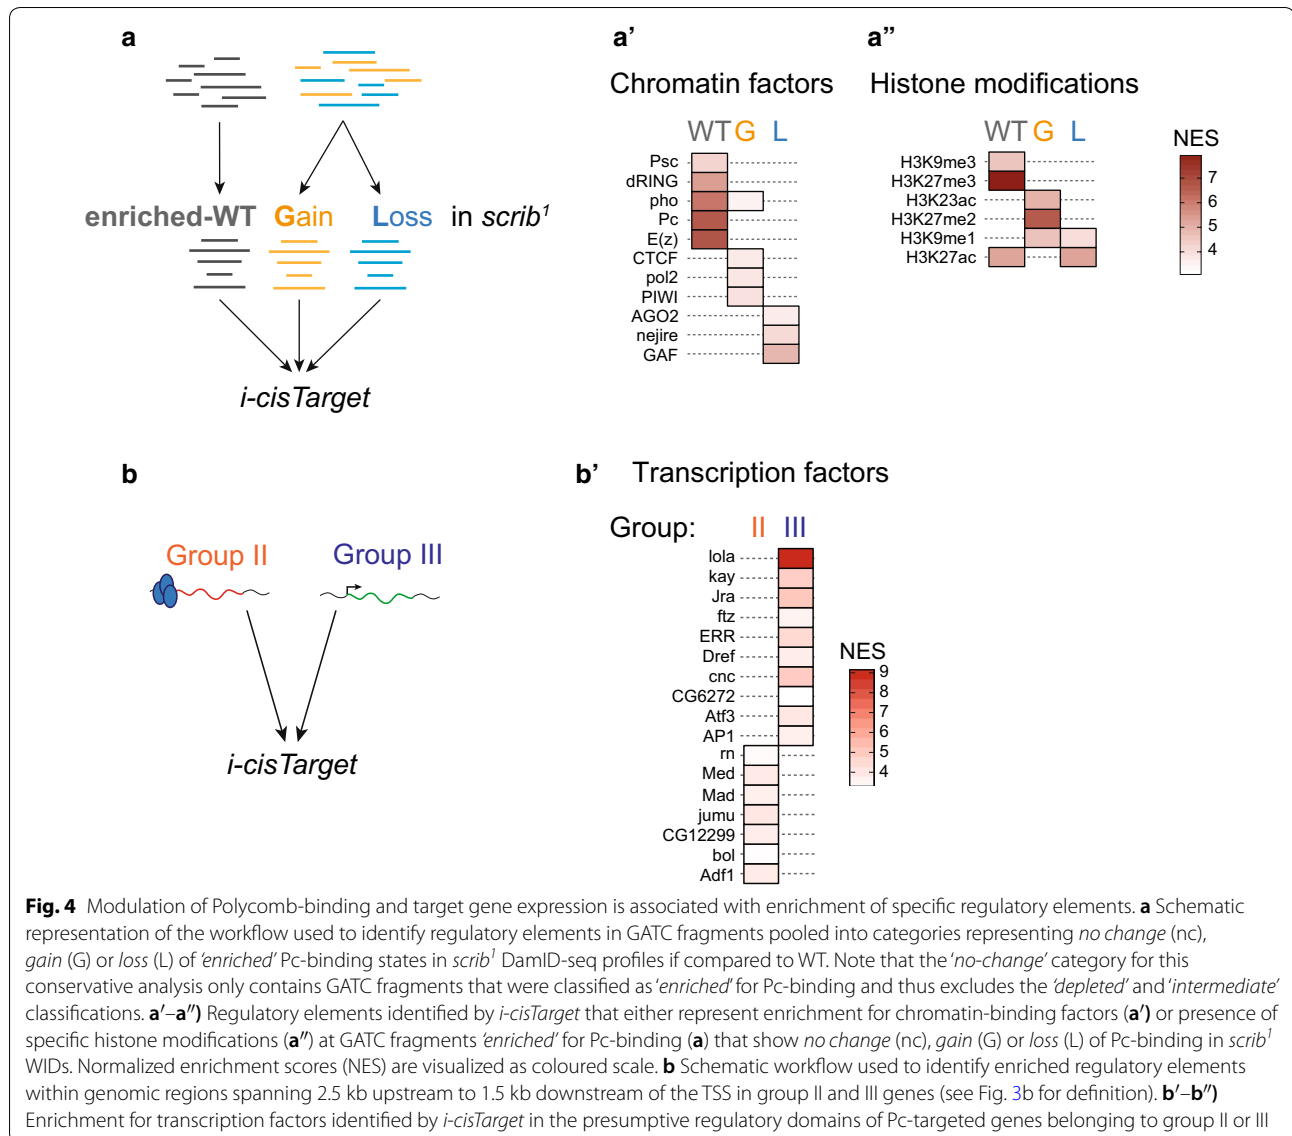 a
enriched-WT Gain Loss in scrib¹
i-cisTarget
a′
Chromatin factors
WT G L
Psc
dRING
pho
Pc
E(z)
CTCF
pol2
PIWI
AGO2
nejire
GAF
a″
Histone modifications
WT G L
H3K9me3
H3K27me3
H3K23ac
H3K27me2
H3K9me1
H3K27ac
NES
7
6
5
4
b
Group II Group III
i-cisTarget
b′ Transcription factors
Group: II III
lola
kay
Jra
ftz
ERR
Dref
cnc
CG6272
Atf3
AP1
rn
Med
Mad
jumu
CG12299
bol
Adf1
NES
9
8
7
6
5
4
Fig. 4 Modulation of Polycomb-binding and target gene expression is associated with enrichment of specific regulatory elements. a Schematic
representation of the workflow used to identify regulatory elements in GATC fragments pooled into categories representing no change (nc),
gain (G) or loss (L) of ‘enriched’ Pc-binding states in scrib¹ DamID-seq profiles if compared to WT. Note that the ‘no-change’ category for this
conservative analysis only contains GATC fragments that were classified as ‘enriched’ for Pc-binding and thus excludes the ‘depleted’ and ‘intermediate’
classifications. a′–a″) Regulatory elements identified by i-cisTarget that either represent enrichment for chromatin-binding factors (a′) or presence of
specific histone modifications (a″) at GATC fragments ‘enriched’ for Pc-binding (a) that show no change (nc), gain (G) or loss (L) of Pc-binding in scrib¹
WIDs. Normalized enrichment scores (NES) are visualized as coloured scale. b Schematic workflow used to identify enriched regulatory elements
within genomic regions spanning 2.5 kb upstream to 1.5 kb downstream of the TSS in group II and III genes (see Fig. 3b for definition). b′–b″)
Enrichment for transcription factors identified by i-cisTarget in the presumptive regulatory domains of Pc-targeted genes belonging to group II or III